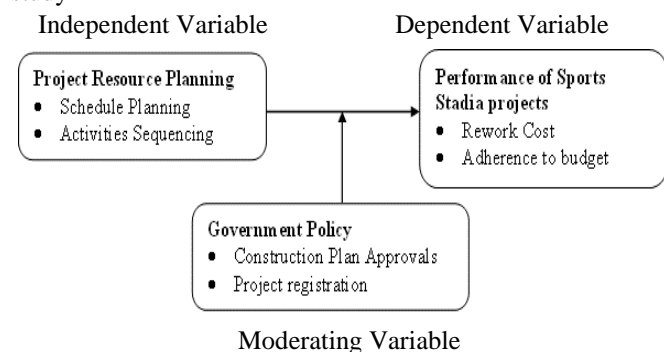 study
Independent Variable
Dependent Variable
Project Resource Planning
• Schedule Planning
• Activities Sequencing
Performance of Sports
Stadia projects
• Rework Cost
• Adherence to budget
Government Policy
• Construction Plan Approvals
• Project registration
Moderating Variable